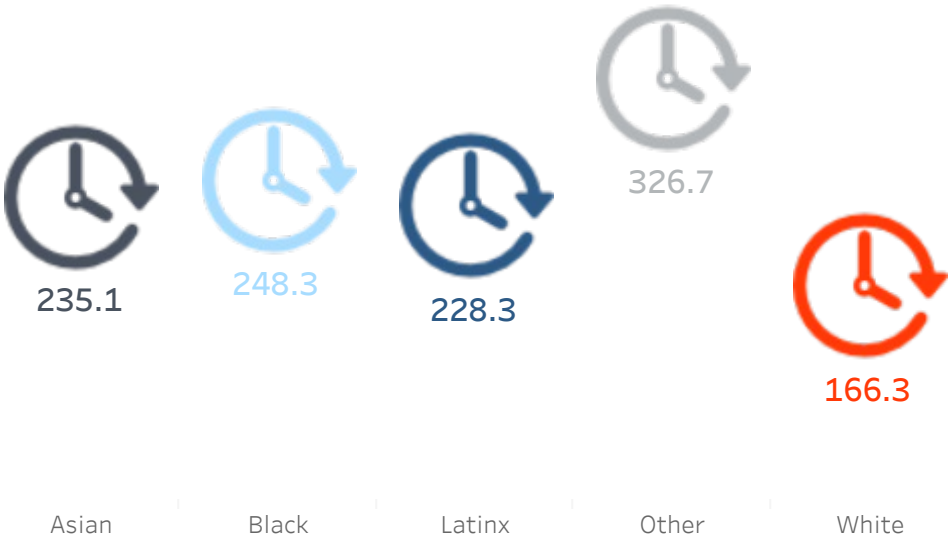 326.7
235.1
248.3
228.3
166.3
Asian
Black
Latinx
Other
White